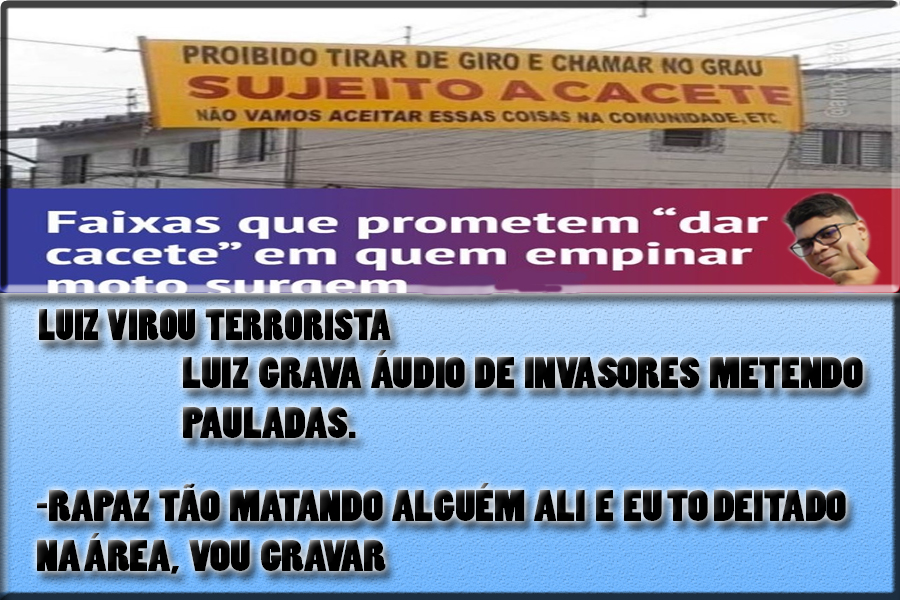 PROIBIDO TIRAR DE GIRO E CHAMAR NO GRAU
SUJEITO A CACETE
NÃO VAMOS ACEITAR ESSAS COISAS NA COMUNIDADE, ETC.
Faixas que prometem “dar
cacete” em quem empinar
moto surgem
LUIZ VIROU TERRORISTA
LUIZ GRAVA ÁUDIO DE INVASORES METENDO
PAULADAS.
-RAPAZ TÃO MATANDO ALGUÉM ALI E EU TO DEITADO
NA ÁREA, VOU GRAVAR